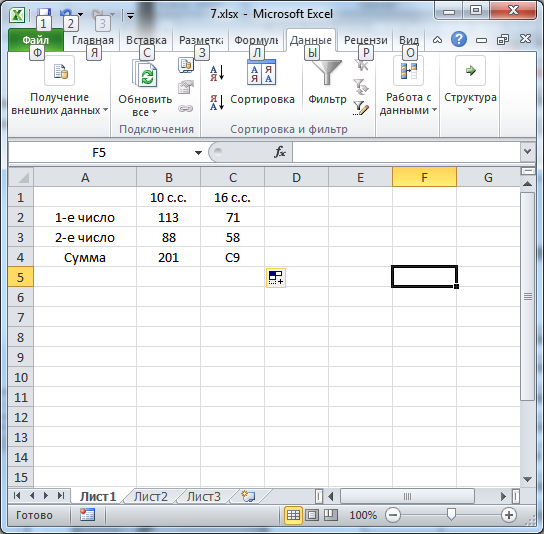 7.xlsx - Microsoft Excel
1 2 3
Файл Главная Вставка Разметка Формулы Данные Рецензи Вид
Ф Я С З Л Ы Р О
Получение внешних данных
Обновить все
Сортировка
Фильтр
Работа с данными
Структура
Подключения Сортировка и фильтр
F5 fx
A B C D E F G
1 10 с.с. 16 с.с.
2 1-е число 113 71
3 2-е число 88 58
4 Сумма 201 C9
5
6
7
8
9
10
11
12
13
14
15
Лист1 Лист2 Лист3
Готово 100%